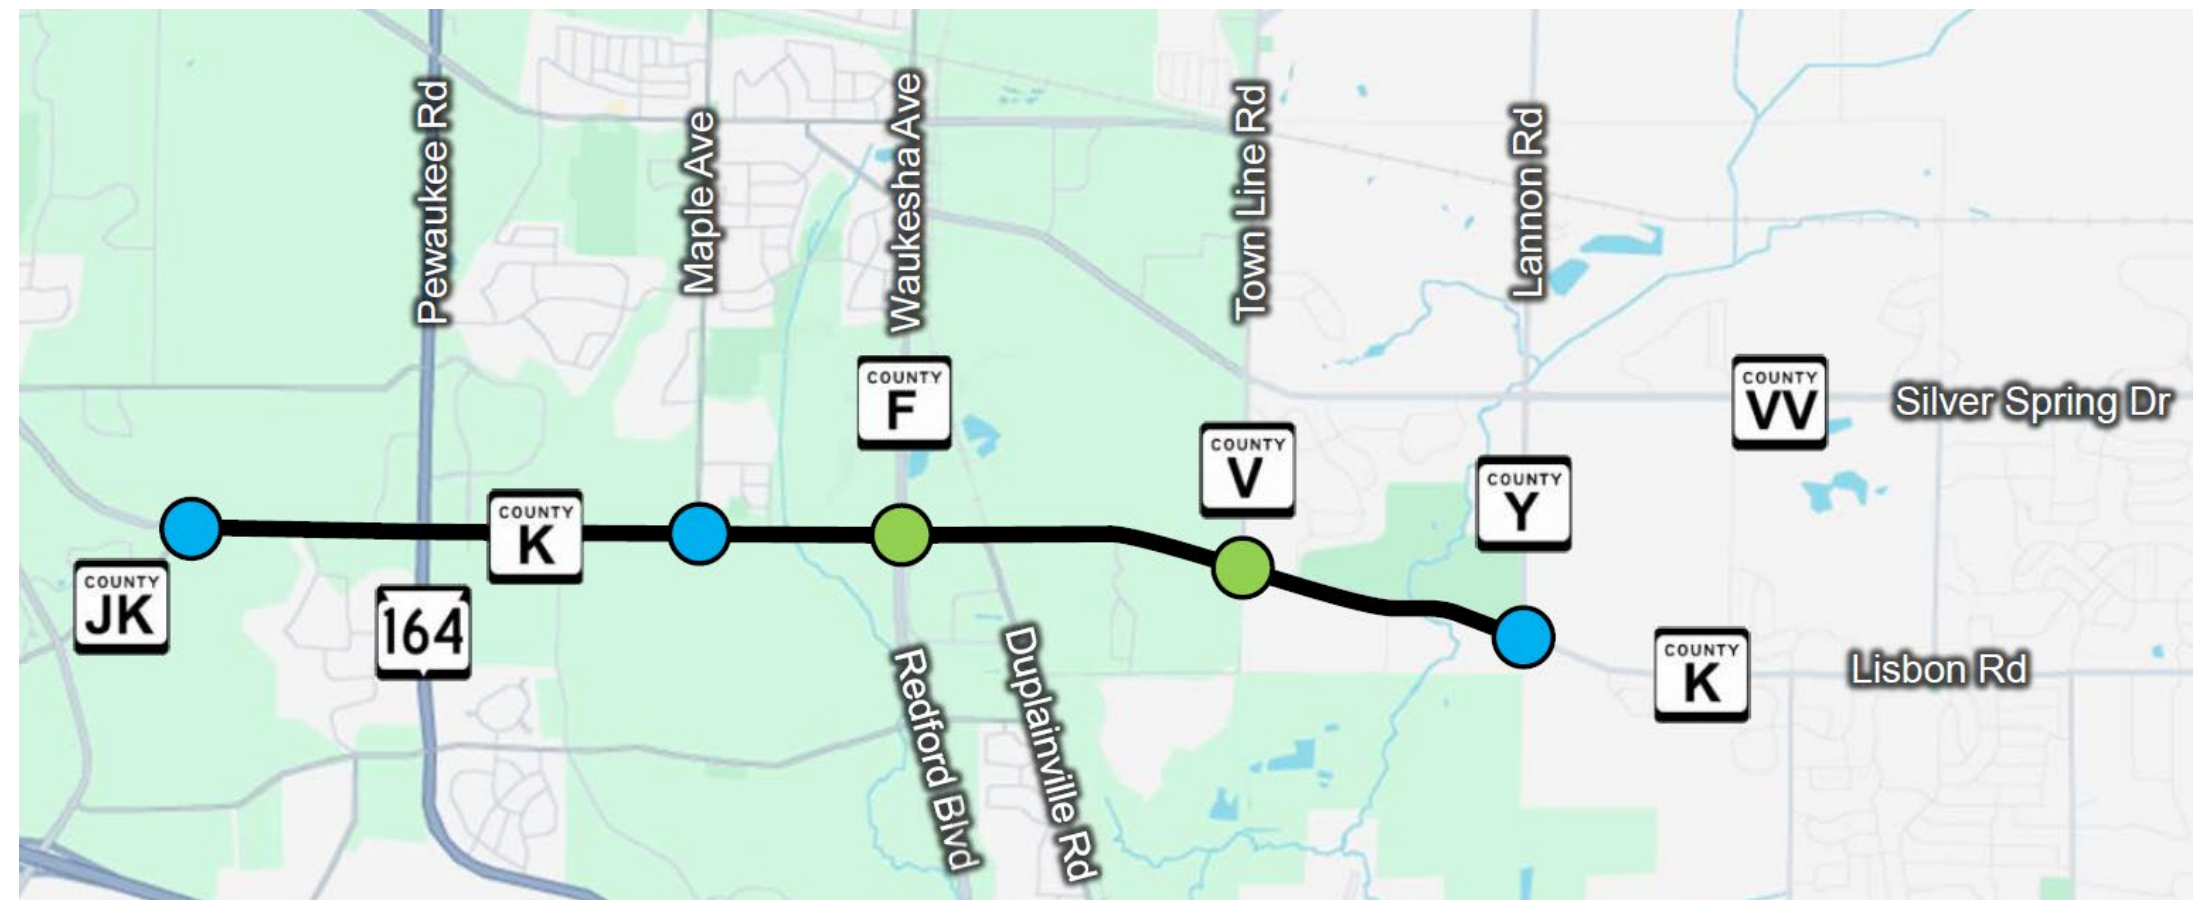 Pewaukee Rd
Maple Ave
Waukesha Ave
Town Line Rd
Lannon Rd
COUNTY
F
COUNTY
VV
Silver Spring Dr
COUNTY
V
COUNTY
Y
COUNTY
K
COUNTY
JK
164
Redford Blvd
Duplainville Rd
COUNTY
K
Lisbon Rd